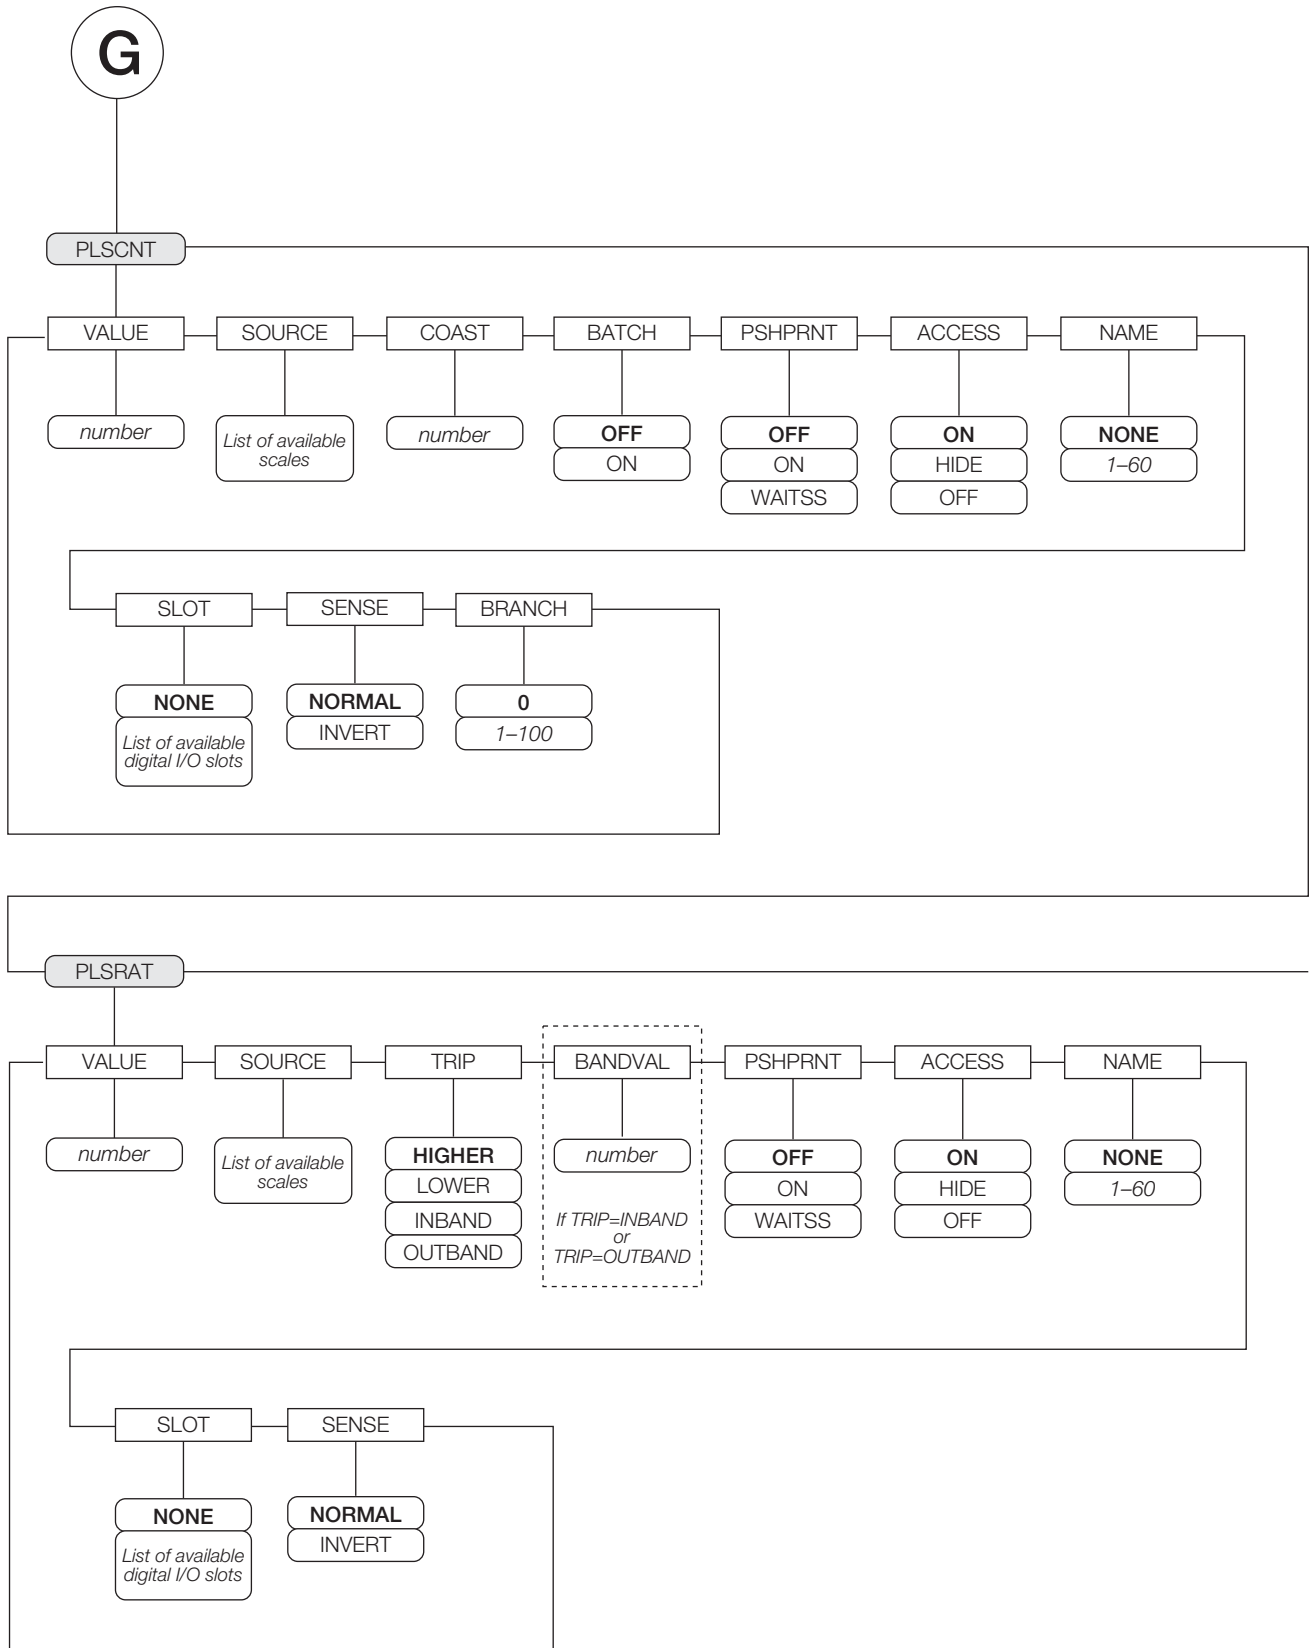 G
PLSCNT
VALUE
SOURCE
COAST
BATCH
PSHPRNT
ACCESS
NAME
number
List of available
scales
number
OFF
ON
OFF
ON
WAITSS
ON
HIDE
OFF
NONE
1–60
SLOT
SENSE
BRANCH
NONE
List of available
digital I/O slots
NORMAL
INVERT
0
1–100
PLSRAT
VALUE
SOURCE
TRIP
BANDVAL
PSHPRNT
ACCESS
NAME
number
List of available
scales
HIGHER
LOWER
INBAND
OUTBAND
number
If TRIP=INBAND
or
TRIP=OUTBAND
OFF
ON
WAITSS
ON
HIDE
OFF
NONE
1–60
SLOT
SENSE
NONE
List of available
digital I/O slots
NORMAL
INVERT